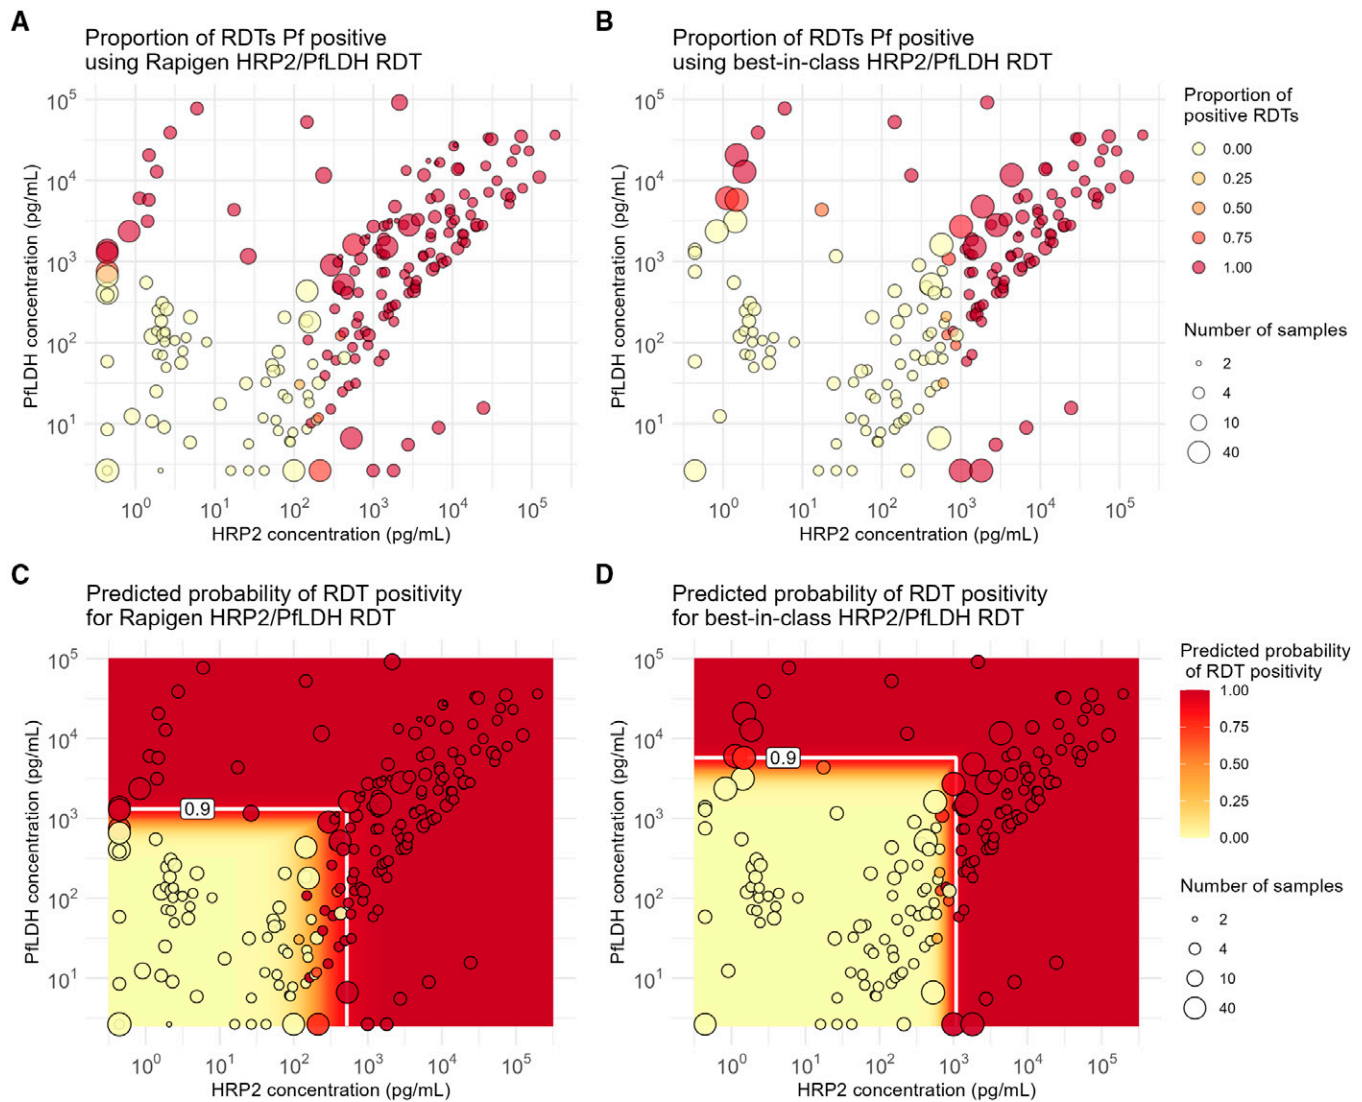 A
Proportion of RDTs Pf positive
using Rapigen HRP2/PfLDH RDT
PfLDH concentration (pg/mL)
10^5
10^4
10^3
10^2
10^1
10^0 10^1 10^2 10^3 10^4 10^5
HRP2 concentration (pg/mL)
B
Proportion of RDTs Pf positive
using best-in-class HRP2/PfLDH RDT
PfLDH concentration (pg/mL)
10^5
10^4
10^3
10^2
10^1
10^0 10^1 10^2 10^3 10^4 10^5
HRP2 concentration (pg/mL)
Proportion of
positive RDTs
0.00
0.25
0.50
0.75
1.00
Number of samples
2
4
10
40
C
Predicted probability of RDT positivity
for Rapigen HRP2/PfLDH RDT
PfLDH concentration (pg/mL)
10^5
10^4
10^3
10^2
10^1
0.9
10^0 10^1 10^2 10^3 10^4 10^5
HRP2 concentration (pg/mL)
D
Predicted probability of RDT positivity
for best-in-class HRP2/PfLDH RDT
PfLDH concentration (pg/mL)
10^5
10^4
10^3
10^2
10^1
0.9
10^0 10^1 10^2 10^3 10^4 10^5
HRP2 concentration (pg/mL)
Predicted probability
of RDT positivity
1.00
0.75
0.50
0.25
0.00
Number of samples
2
4
10
40